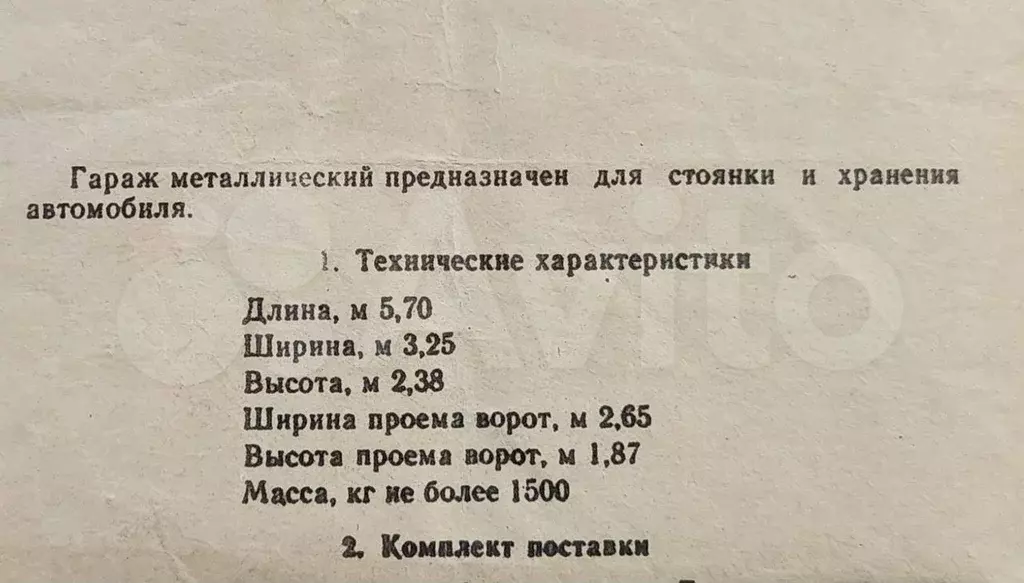 Гараж металлический предназначен для стоянки и хранения
автомобиля.
1. Технические характеристики
Длина, м 5,70
Ширина, м 3,25
Высота, м 2,38
Ширина проема ворот, м 2,65
Высота проема ворот, м 1,87
Масса, кг не более 1500
2. Комплект поставки
Avito